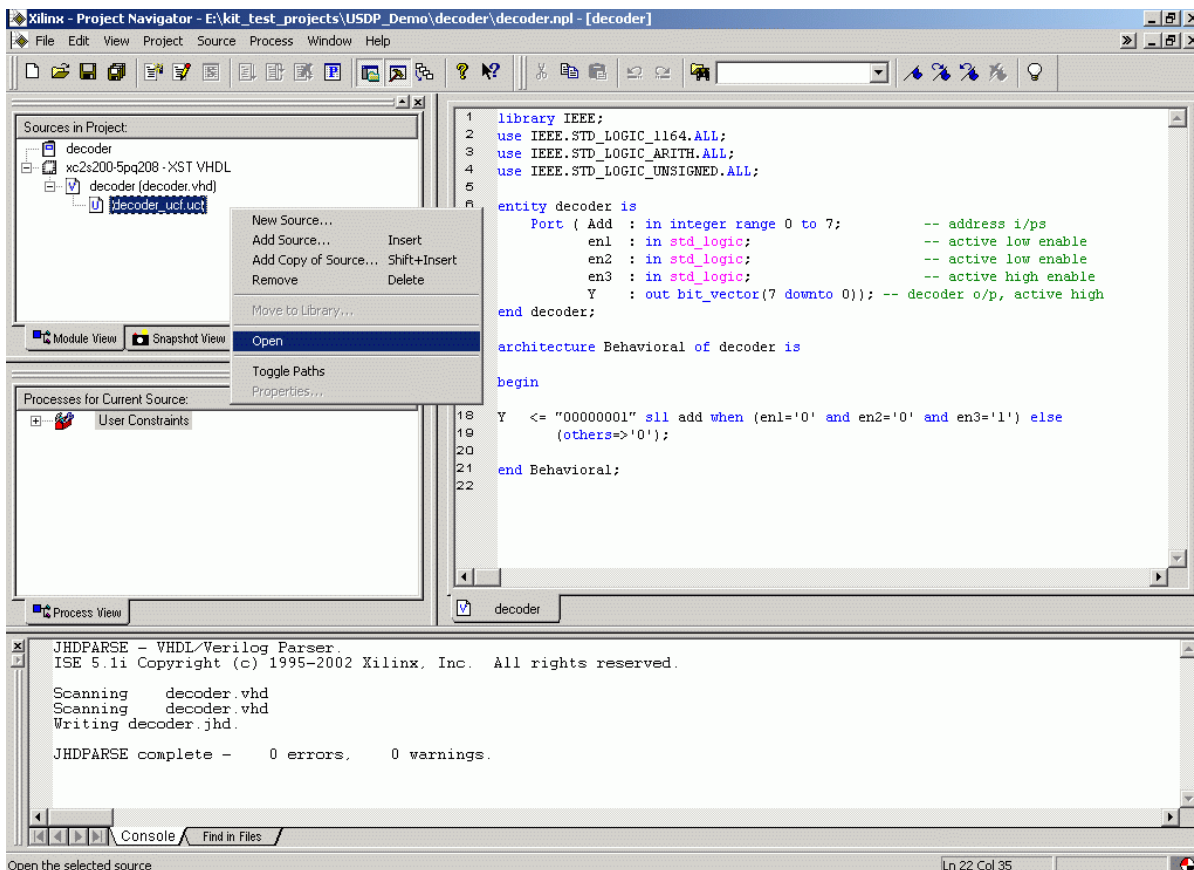 Xilinx - Project Navigator - E:\kit_test_projects\USDP_Demo\decoder\decoder.npl - [decoder]
File Edit View Project Source Process Window Help
Sources in Project:
decoder
xc2s200-5pq208 - XST VHDL
decoder (decoder.vhd)
decoder_ucf.ucf
Module View Snapshot View
New Source...
Add Source... Insert
Add Copy of Source... Shift+Insert
Remove Delete
Move to Library...
Open
Toggle Paths
Properties...
Processes for Current Source:
User Constraints
Process View
1 library IEEE;
2 use IEEE.STD_LOGIC_1164.ALL;
3 use IEEE.STD_LOGIC_ARITH.ALL;
4 use IEEE.STD_LOGIC_UNSIGNED.ALL;
5
6 entity decoder is
Port ( Add : in integer range 0 to 7; -- address i/ps
en1 : in std_logic; -- active low enable
en2 : in std_logic; -- active low enable
en3 : in std_logic; -- active high enable
Y : out bit_vector(7 downto 0)); -- decoder o/p, active high
end decoder;
architecture Behavioral of decoder is
begin
18 Y <= "00000001" sll add when (en1='0' and en2='0' and en3='1') else
19 (others=>'0');
20
21 end Behavioral;
22
decoder
JHDPARSE - VHDL/Verilog Parser.
ISE 5.1i Copyright (c) 1995-2002 Xilinx, Inc. All rights reserved.
Scanning decoder.vhd
Scanning decoder.vhd
Writing decoder.jhd.
JHDPARSE complete - 0 errors, 0 warnings.
Console Find in Files
Open the selected source Ln 22 Col 35